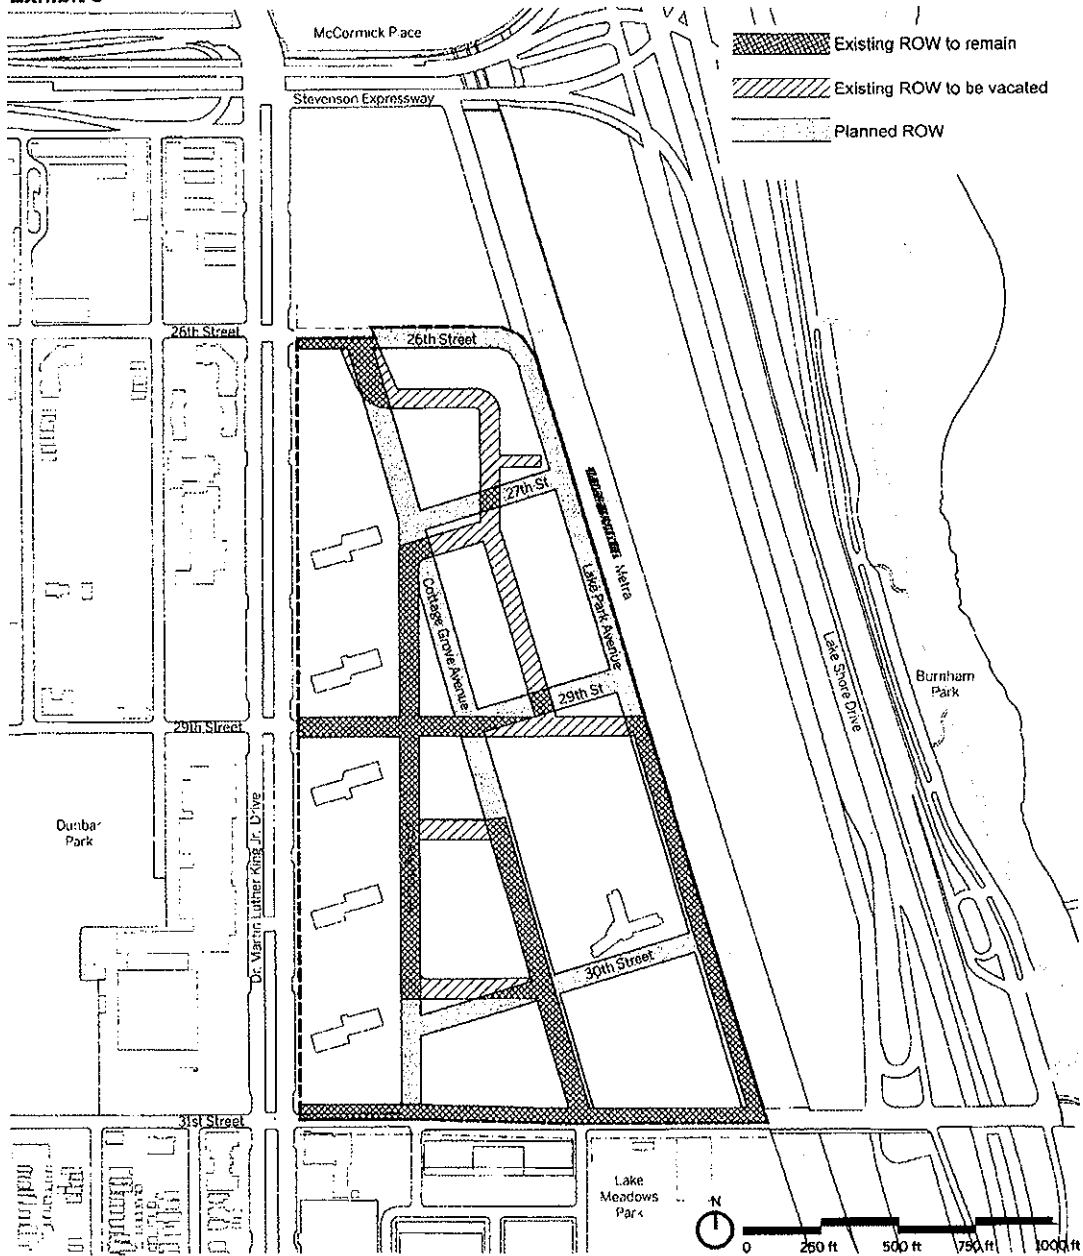 McCormick Place
Existing ROW to remain
Existing ROW to be vacated
Stevenson Expressway
Planned ROW
26th Street
26th Street
27th St
Metra
Cottage Grove Avenue
Lake Park Avenue
Lake Shore Drive
Burnham
Park
29th St
29th Street
Dunbar
Park
Dr. Martin Luther King Jr. Drive
30th Street
31st Street
Lake
Meadows
Park
N
0 250 ft 500 ft 750 ft 1000 ft